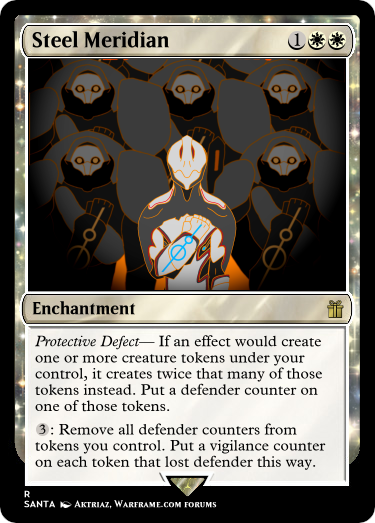 Steel Meridian 1
Enchantment
Protective Defect— If an effect would create
one or more creature tokens under your
control, it creates twice that many of those
tokens instead. Put a defender counter on
one of those tokens.
3: Remove all defender counters from
tokens you control. Put a vigilance counter
on each token that lost defender this way.
R
SANTA AKTRIAZ, WARFRAME.COM FORUMS